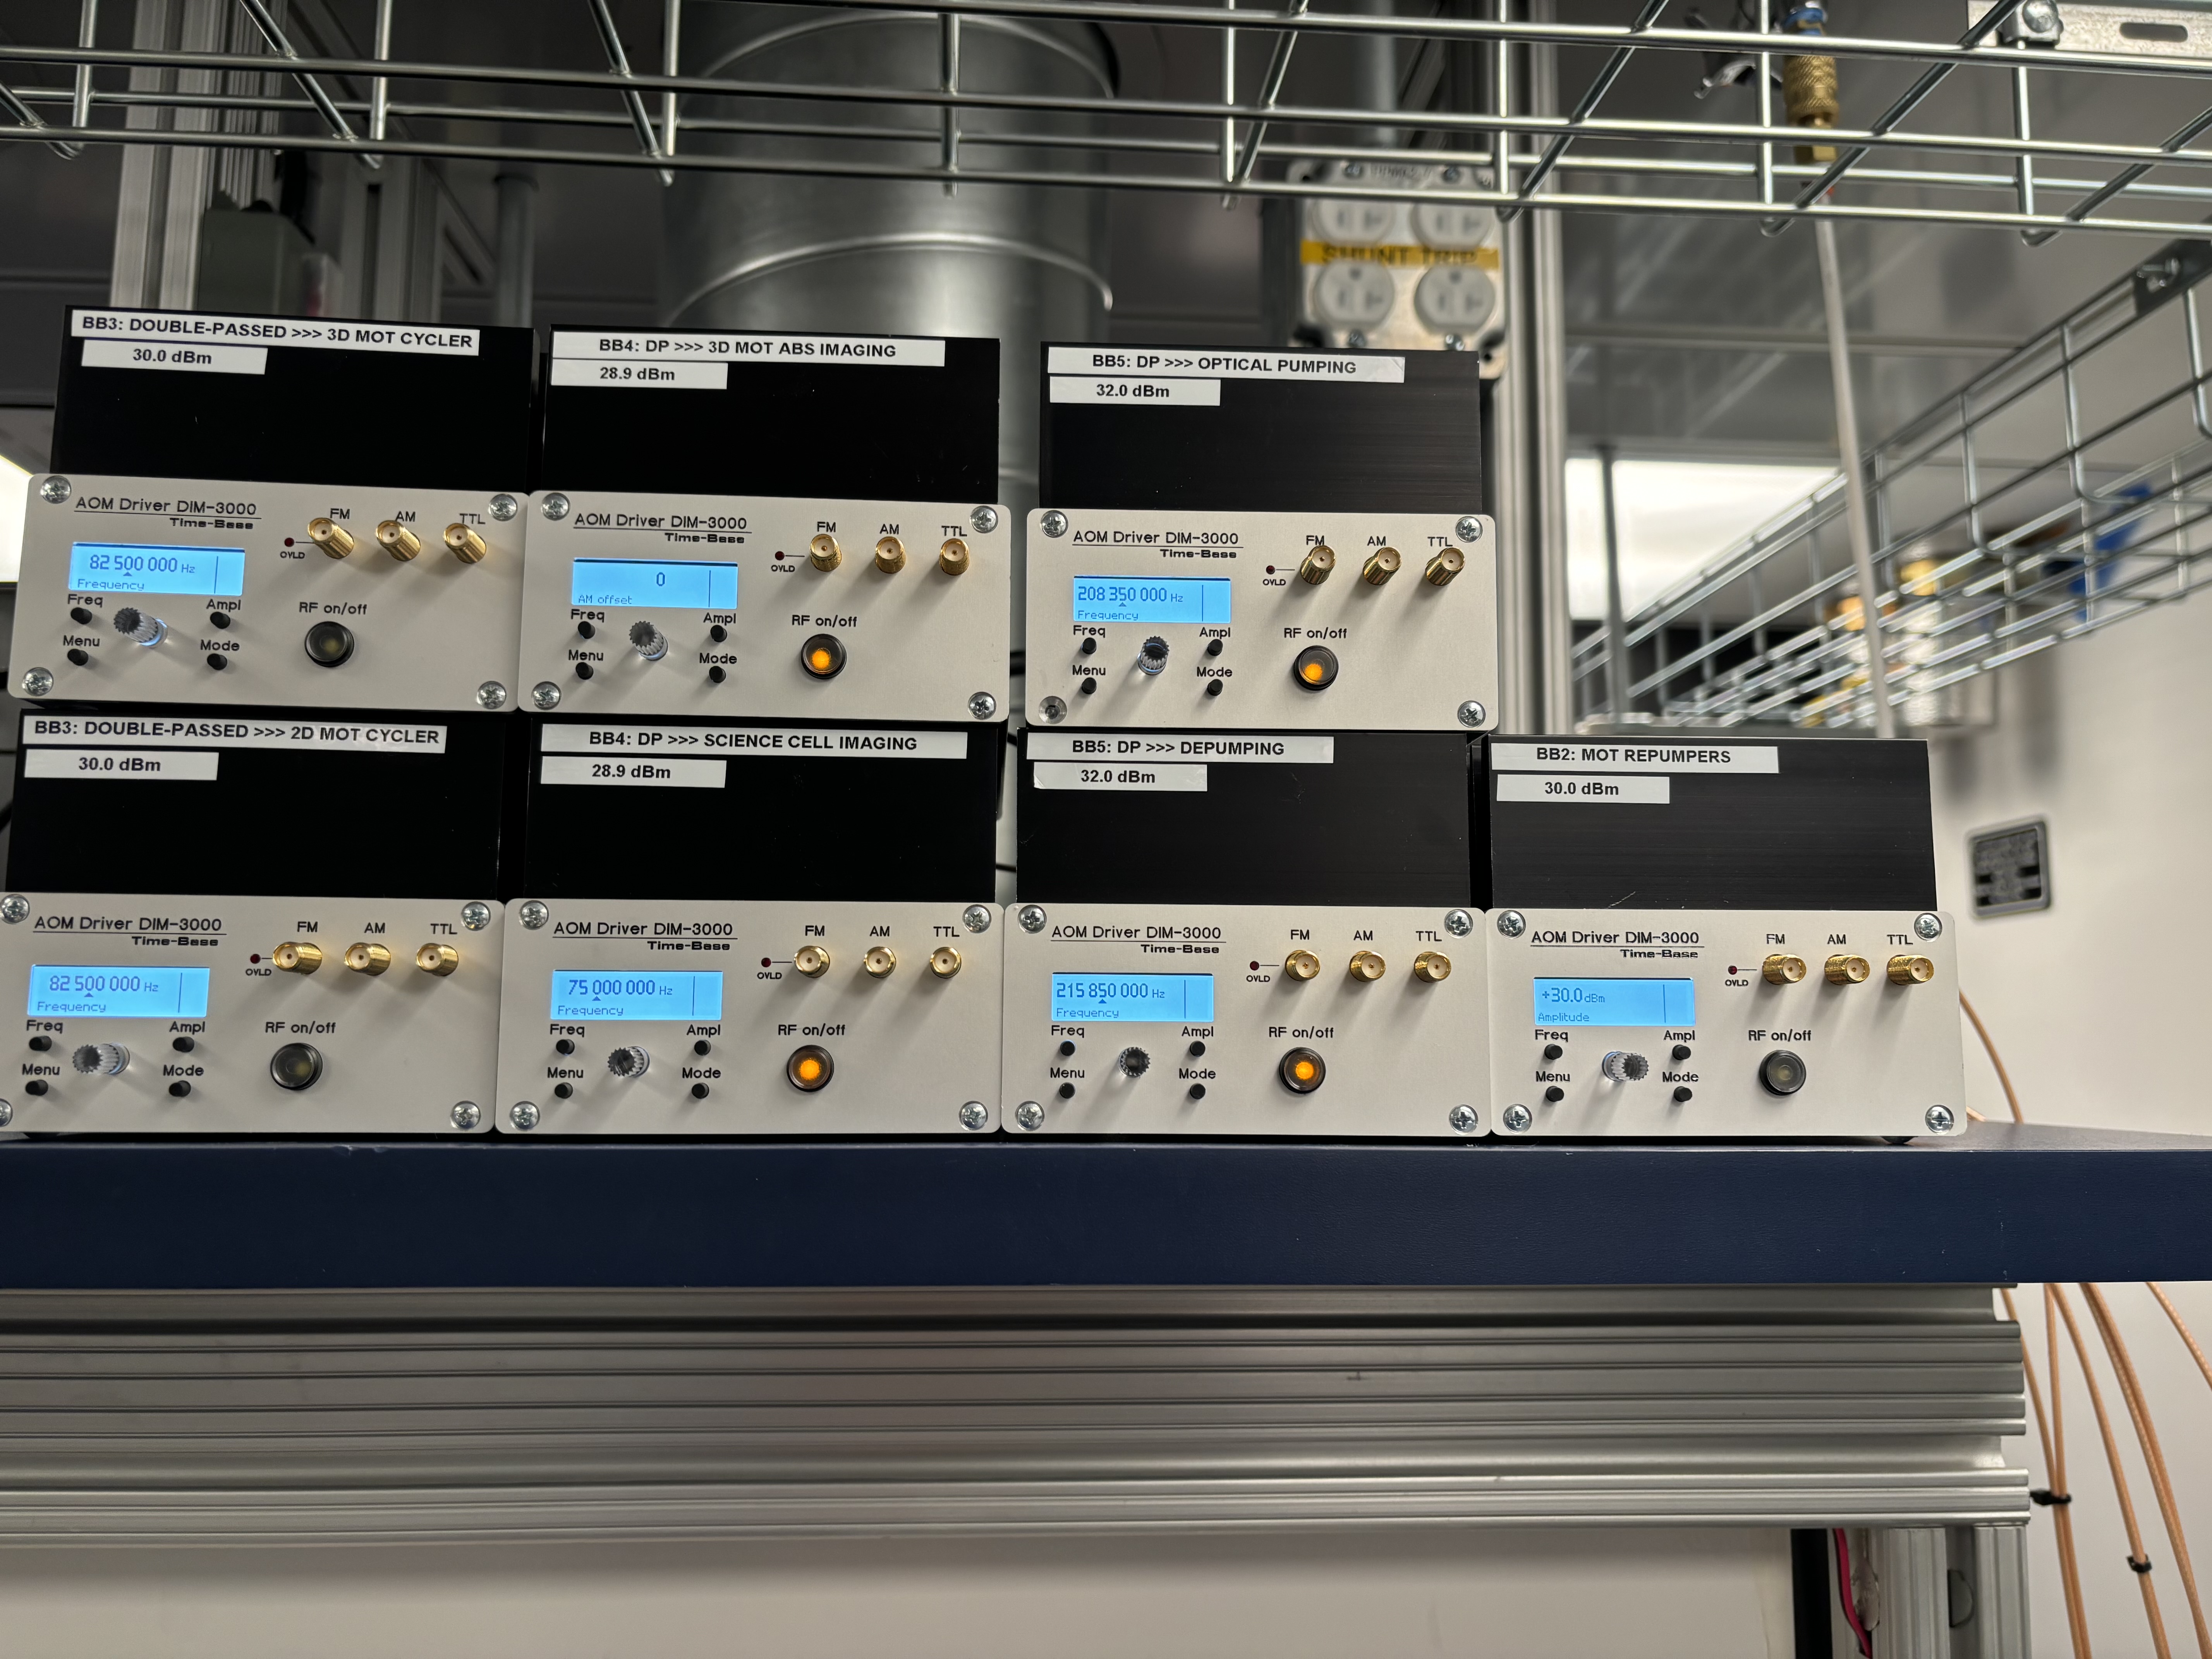 SHUNT TRIP
BB3: DOUBLE-PASSED >>> 3D MOT CYCLER
30.0 dBm
AOM Driver DIM-3000
Time-Base
FM AM TTL
OVLD
82 500 000 Hz
Frequency
Freq Ampl
Menu Mode
RF on/off
BB4: DP >>> 3D MOT ABS IMAGING
28.9 dBm
AOM Driver DIM-3000
Time-Base
FM AM TTL
OVLD
0
AM offset
Freq Ampl
Menu Mode
RF on/off
BB5: DP >>> OPTICAL PUMPING
32.0 dBm
AOM Driver DIM-3000
Time-Base
FM AM TTL
OVLD
208 350 000 Hz
Frequency
Freq Ampl
Menu Mode
RF on/off
BB3: DOUBLE-PASSED >>> 2D MOT CYCLER
30.0 dBm
AOM Driver DIM-3000
Time-Base
FM AM TTL
OVLD
82 500 000 Hz
Frequency
Freq Ampl
Menu Mode
RF on/off
BB4: DP >>> SCIENCE CELL IMAGING
28.9 dBm
AOM Driver DIM-3000
Time-Base
FM AM TTL
OVLD
75 000 000 Hz
Frequency
Freq Ampl
Menu Mode
RF on/off
BB5: DP >>> DEPUMPING
32.0 dBm
AOM Driver DIM-3000
Time-Base
FM AM TTL
OVLD
215 850 000 Hz
Frequency
Freq Ampl
Menu Mode
RF on/off
BB2: MOT REPUMPERS
30.0 dBm
AOM Driver DIM-3000
Time-Base
FM AM TTL
OVLD
+30.0 dBm
Amplitude
Freq Ampl
Menu Mode
RF on/off